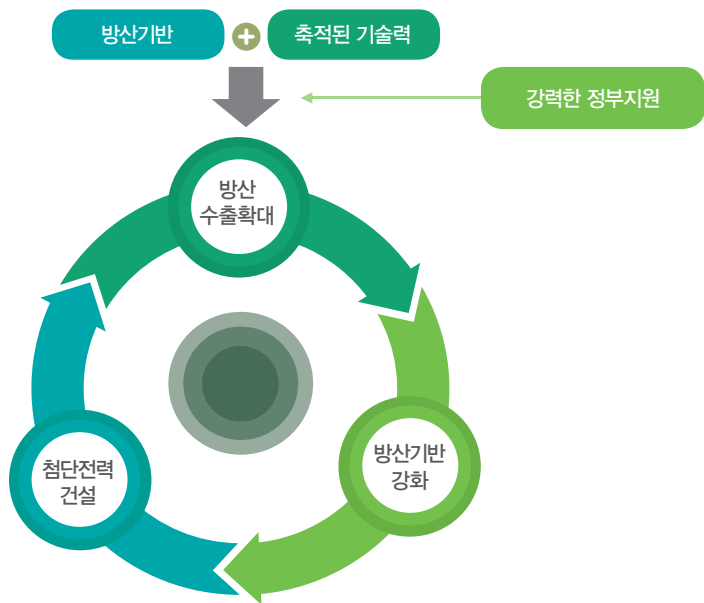 방산기반
축적된 기술력
강력한 정부지원
방산
수출확대
방산기반
강화
첨단전력
건설